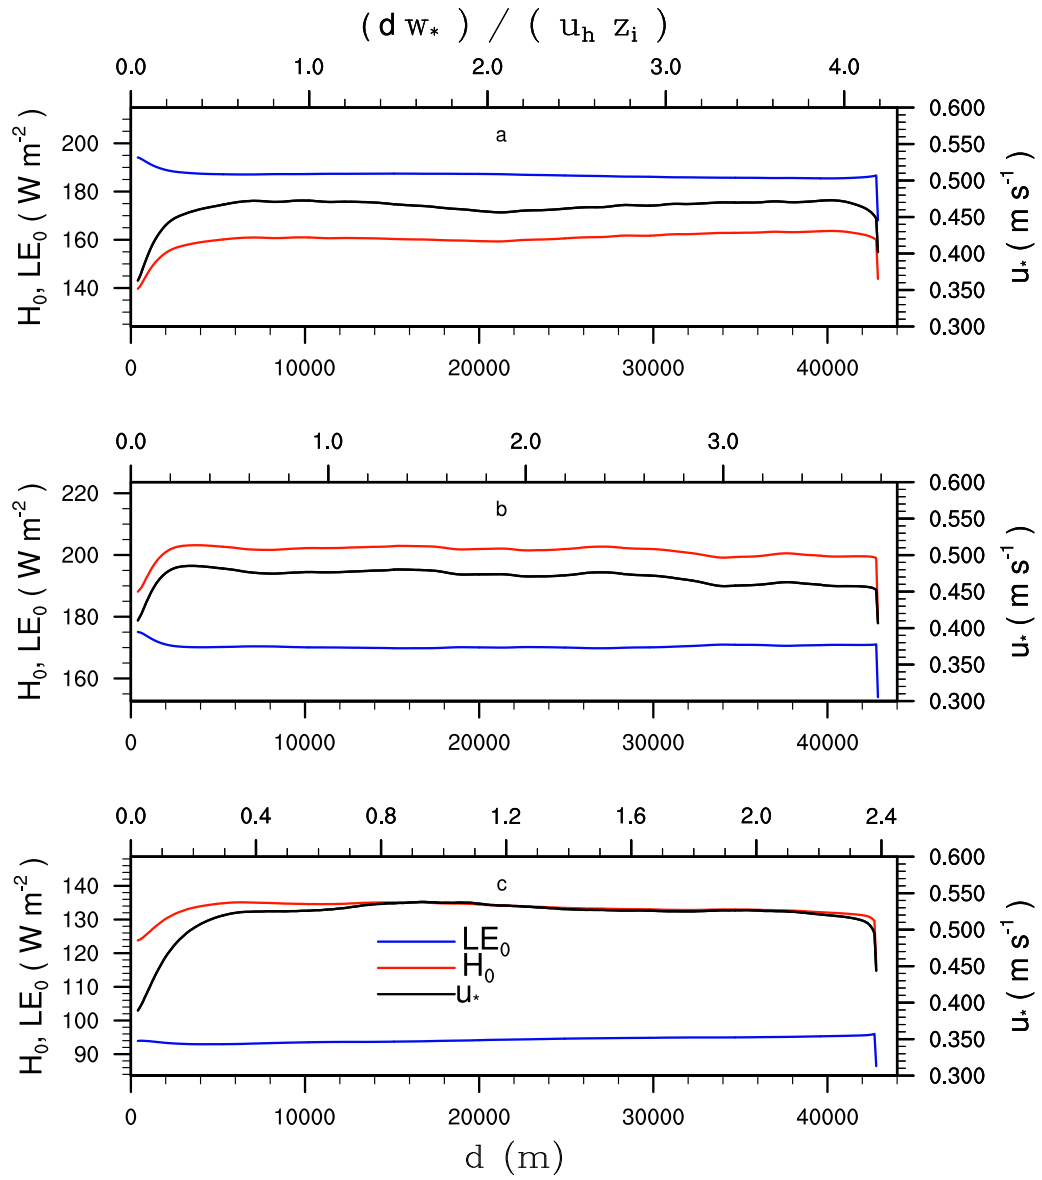 ( d w* ) / ( u_h z_i )
0.0 1.0 2.0 3.0 4.0
H₀, LE₀ ( W m⁻² )
200
180
160
140
a
0.600
0.550
0.500
0.450
0.400
0.350
0.300
u* ( m s⁻¹ )
0 10000 20000 30000 40000
0.0 1.0 2.0 3.0
H₀, LE₀ ( W m⁻² )
220
200
180
160
b
0.600
0.550
0.500
0.450
0.400
0.350
0.300
u* ( m s⁻¹ )
0 10000 20000 30000 40000
0.0 0.4 0.8 1.2 1.6 2.0 2.4
H₀, LE₀ ( W m⁻² )
140
130
120
110
100
90
c
LE₀
H₀
u*
0.600
0.550
0.500
0.450
0.400
0.350
0.300
u* ( m s⁻¹ )
0 10000 20000 30000 40000
d (m)